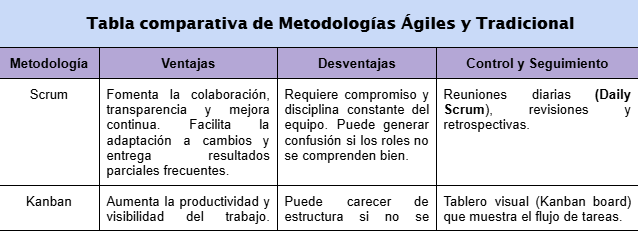 Tabla comparativa de Metodologías Ágiles y Tradicional
Metodología Ventajas Desventajas Control y Seguimiento
Scrum
Fomenta la colaboración,
transparencia y mejora
continua. Facilita la
adaptación a cambios y
entrega resultados
parciales frecuentes.
Requiere compromiso y
disciplina constante del
equipo. Puede generar
confusión si los roles no
se comprenden bien.
Reuniones diarias (Daily
Scrum), revisiones y
retrospectivas.
Kanban
Aumenta la productividad y
visibilidad del trabajo.
Puede carecer de
estructura si no se
Tablero visual (Kanban board)
que muestra el flujo de tareas.